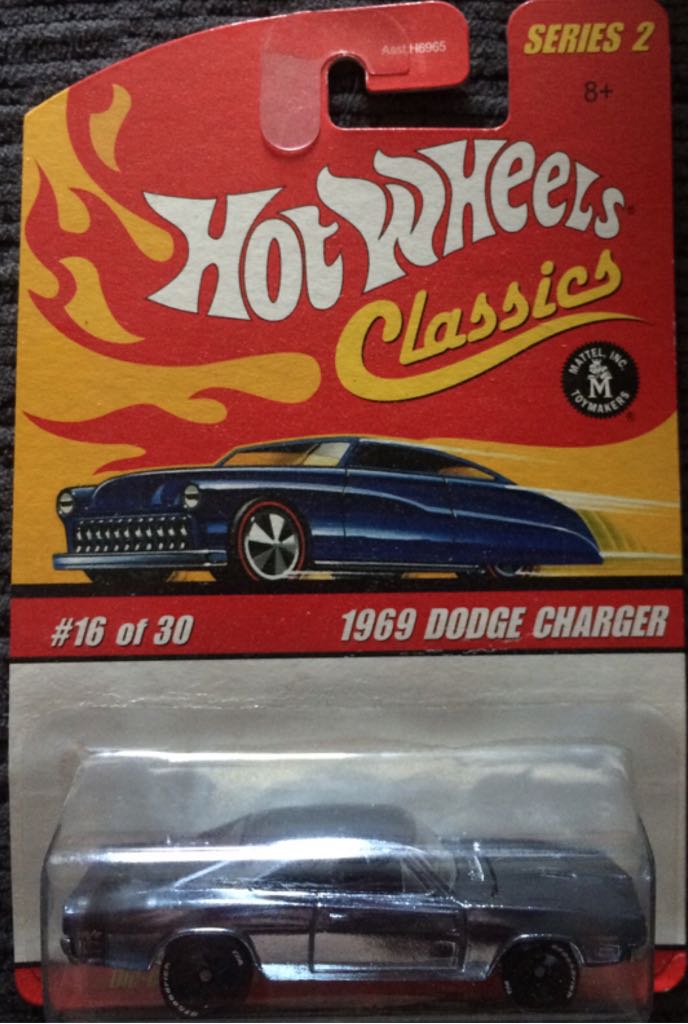 Asst.H6965
SERIES 2
8+
HOT WHEELS®
Classics
MATTEL, INC.
M
TOYMAKERS®
#16 of 30
1969 DODGE CHARGER